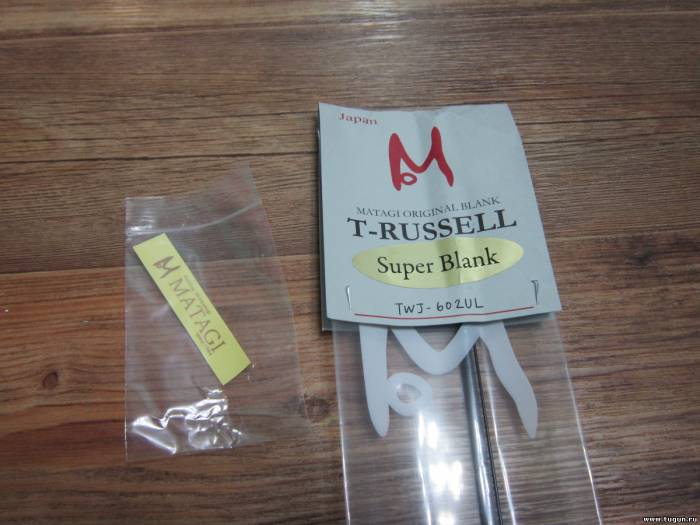 Japan
MATAGI ORIGINAL BLANK
T-RUSSELL
Super Blank
TWJ-602UL
MATAGI
www.tugun.ru